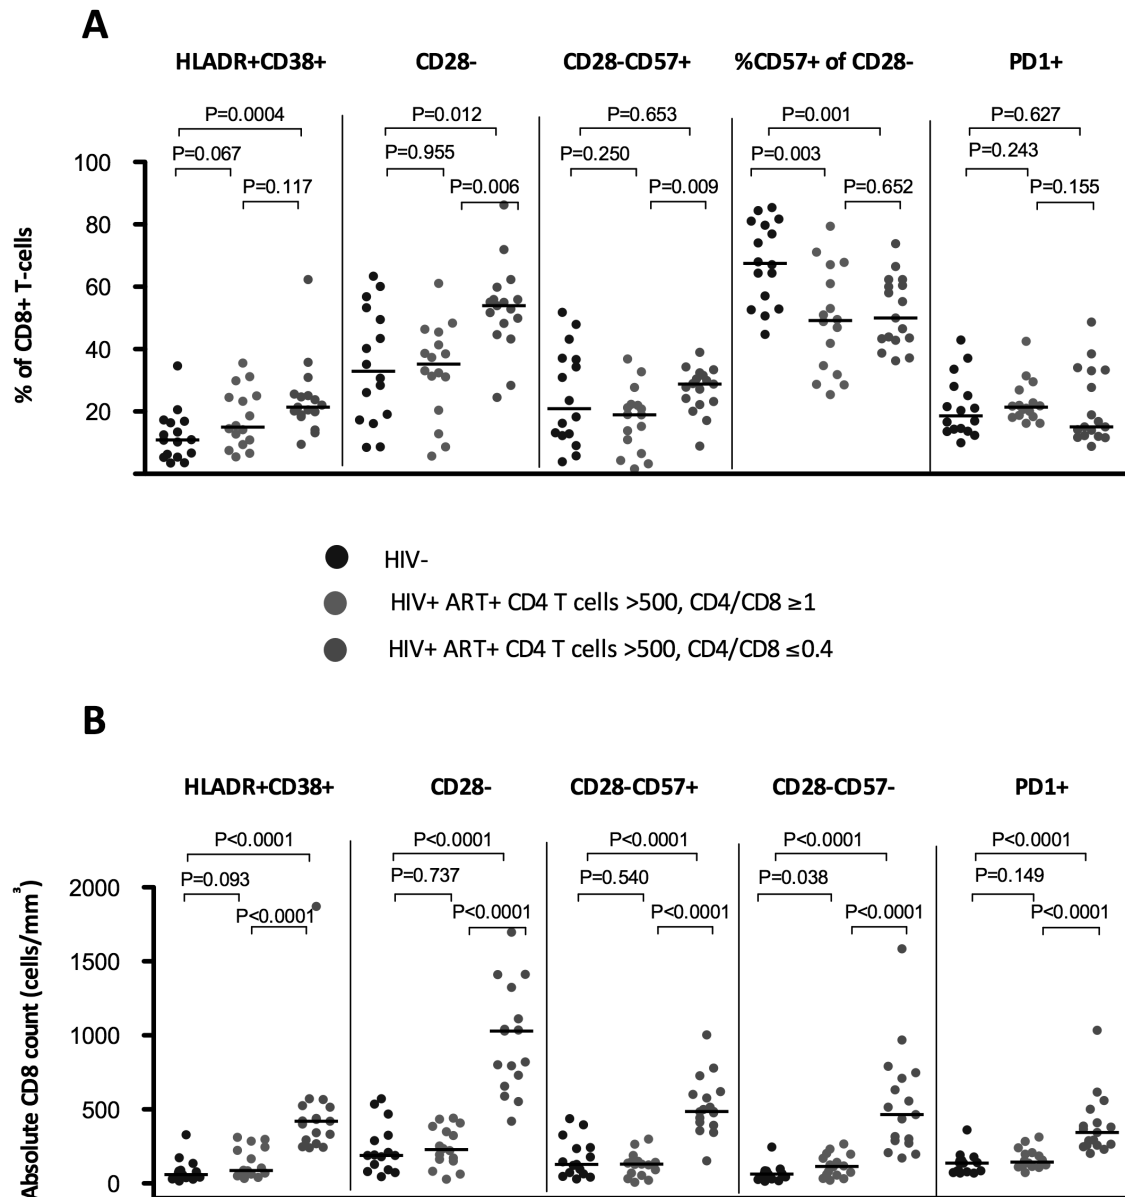 A
HLADR+CD38+ CD28- CD28-CD57+ %CD57+ of CD28- PD1+
P=0.0004 P=0.012 P=0.653 P=0.001 P=0.627
P=0.067 P=0.955 P=0.250 P=0.003 P=0.243
P=0.117 P=0.006 P=0.009 P=0.652 P=0.155
% of CD8+ T-cells
100
80
60
40
20
HIV-
HIV+ ART+ CD4 T cells >500, CD4/CD8 ≥1
HIV+ ART+ CD4 T cells >500, CD4/CD8 ≤0.4
B
HLADR+CD38+ CD28- CD28-CD57+ CD28-CD57- PD1+
P<0.0001 P<0.0001 P<0.0001 P<0.0001 P<0.0001
P=0.093 P=0.737 P=0.540 P=0.038 P=0.149
P<0.0001 P<0.0001 P<0.0001 P<0.0001 P<0.0001
Absolute CD8 count (cells/mm³)
2000
1500
1000
500
0